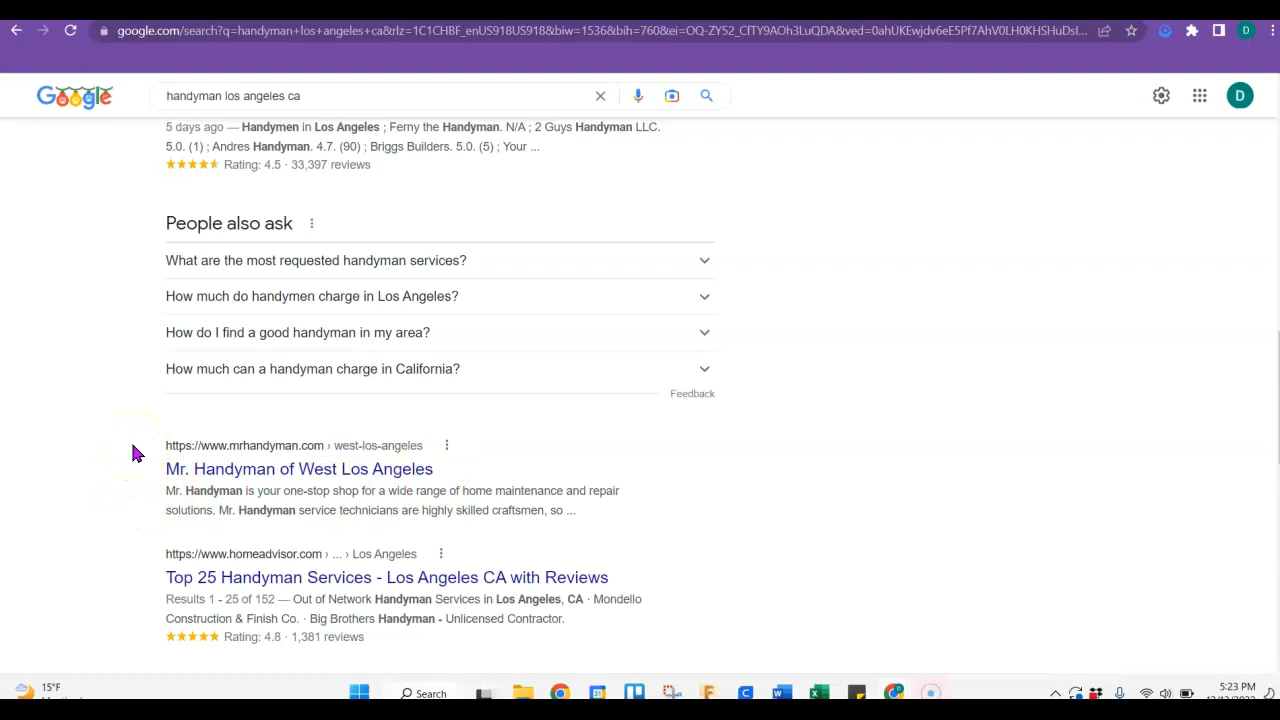 google.com/search?q=handyman+los+angeles+ca&rlz=1C1CHBF_enUS918US918&biw=1536&bih=760&ei=OQ-ZY52_CfTY9AOh3LuQDA&ved=0ahUKEwjdv6eE5Pf7AhV0LH0KHSHuDsI...
D
Google
handyman los angeles ca
D
5 days ago — Handymen in Los Angeles ; Ferny the Handyman. N/A ; 2 Guys Handyman LLC.
5.0. (1) ; Andres Handyman. 4.7. (90) ; Briggs Builders. 5.0. (5) ; Your ...
Rating: 4.5 · 33,397 reviews
People also ask
What are the most requested handyman services?
How much do handymen charge in Los Angeles?
How do I find a good handyman in my area?
How much can a handyman charge in California?
Feedback
https://www.mrhandyman.com › west-los-angeles
Mr. Handyman of West Los Angeles
Mr. Handyman is your one-stop shop for a wide range of home maintenance and repair
solutions. Mr. Handyman service technicians are highly skilled craftsmen, so ...
https://www.homeadvisor.com › ... › Los Angeles
Top 25 Handyman Services - Los Angeles CA with Reviews
Results 1 - 25 of 152 — Out of Network Handyman Services in Los Angeles, CA · Mondello
Construction & Finish Co. · Big Brothers Handyman - Unlicensed Contractor.
Rating: 4.8 · 1,381 reviews
15°F
Search
5:23 PM